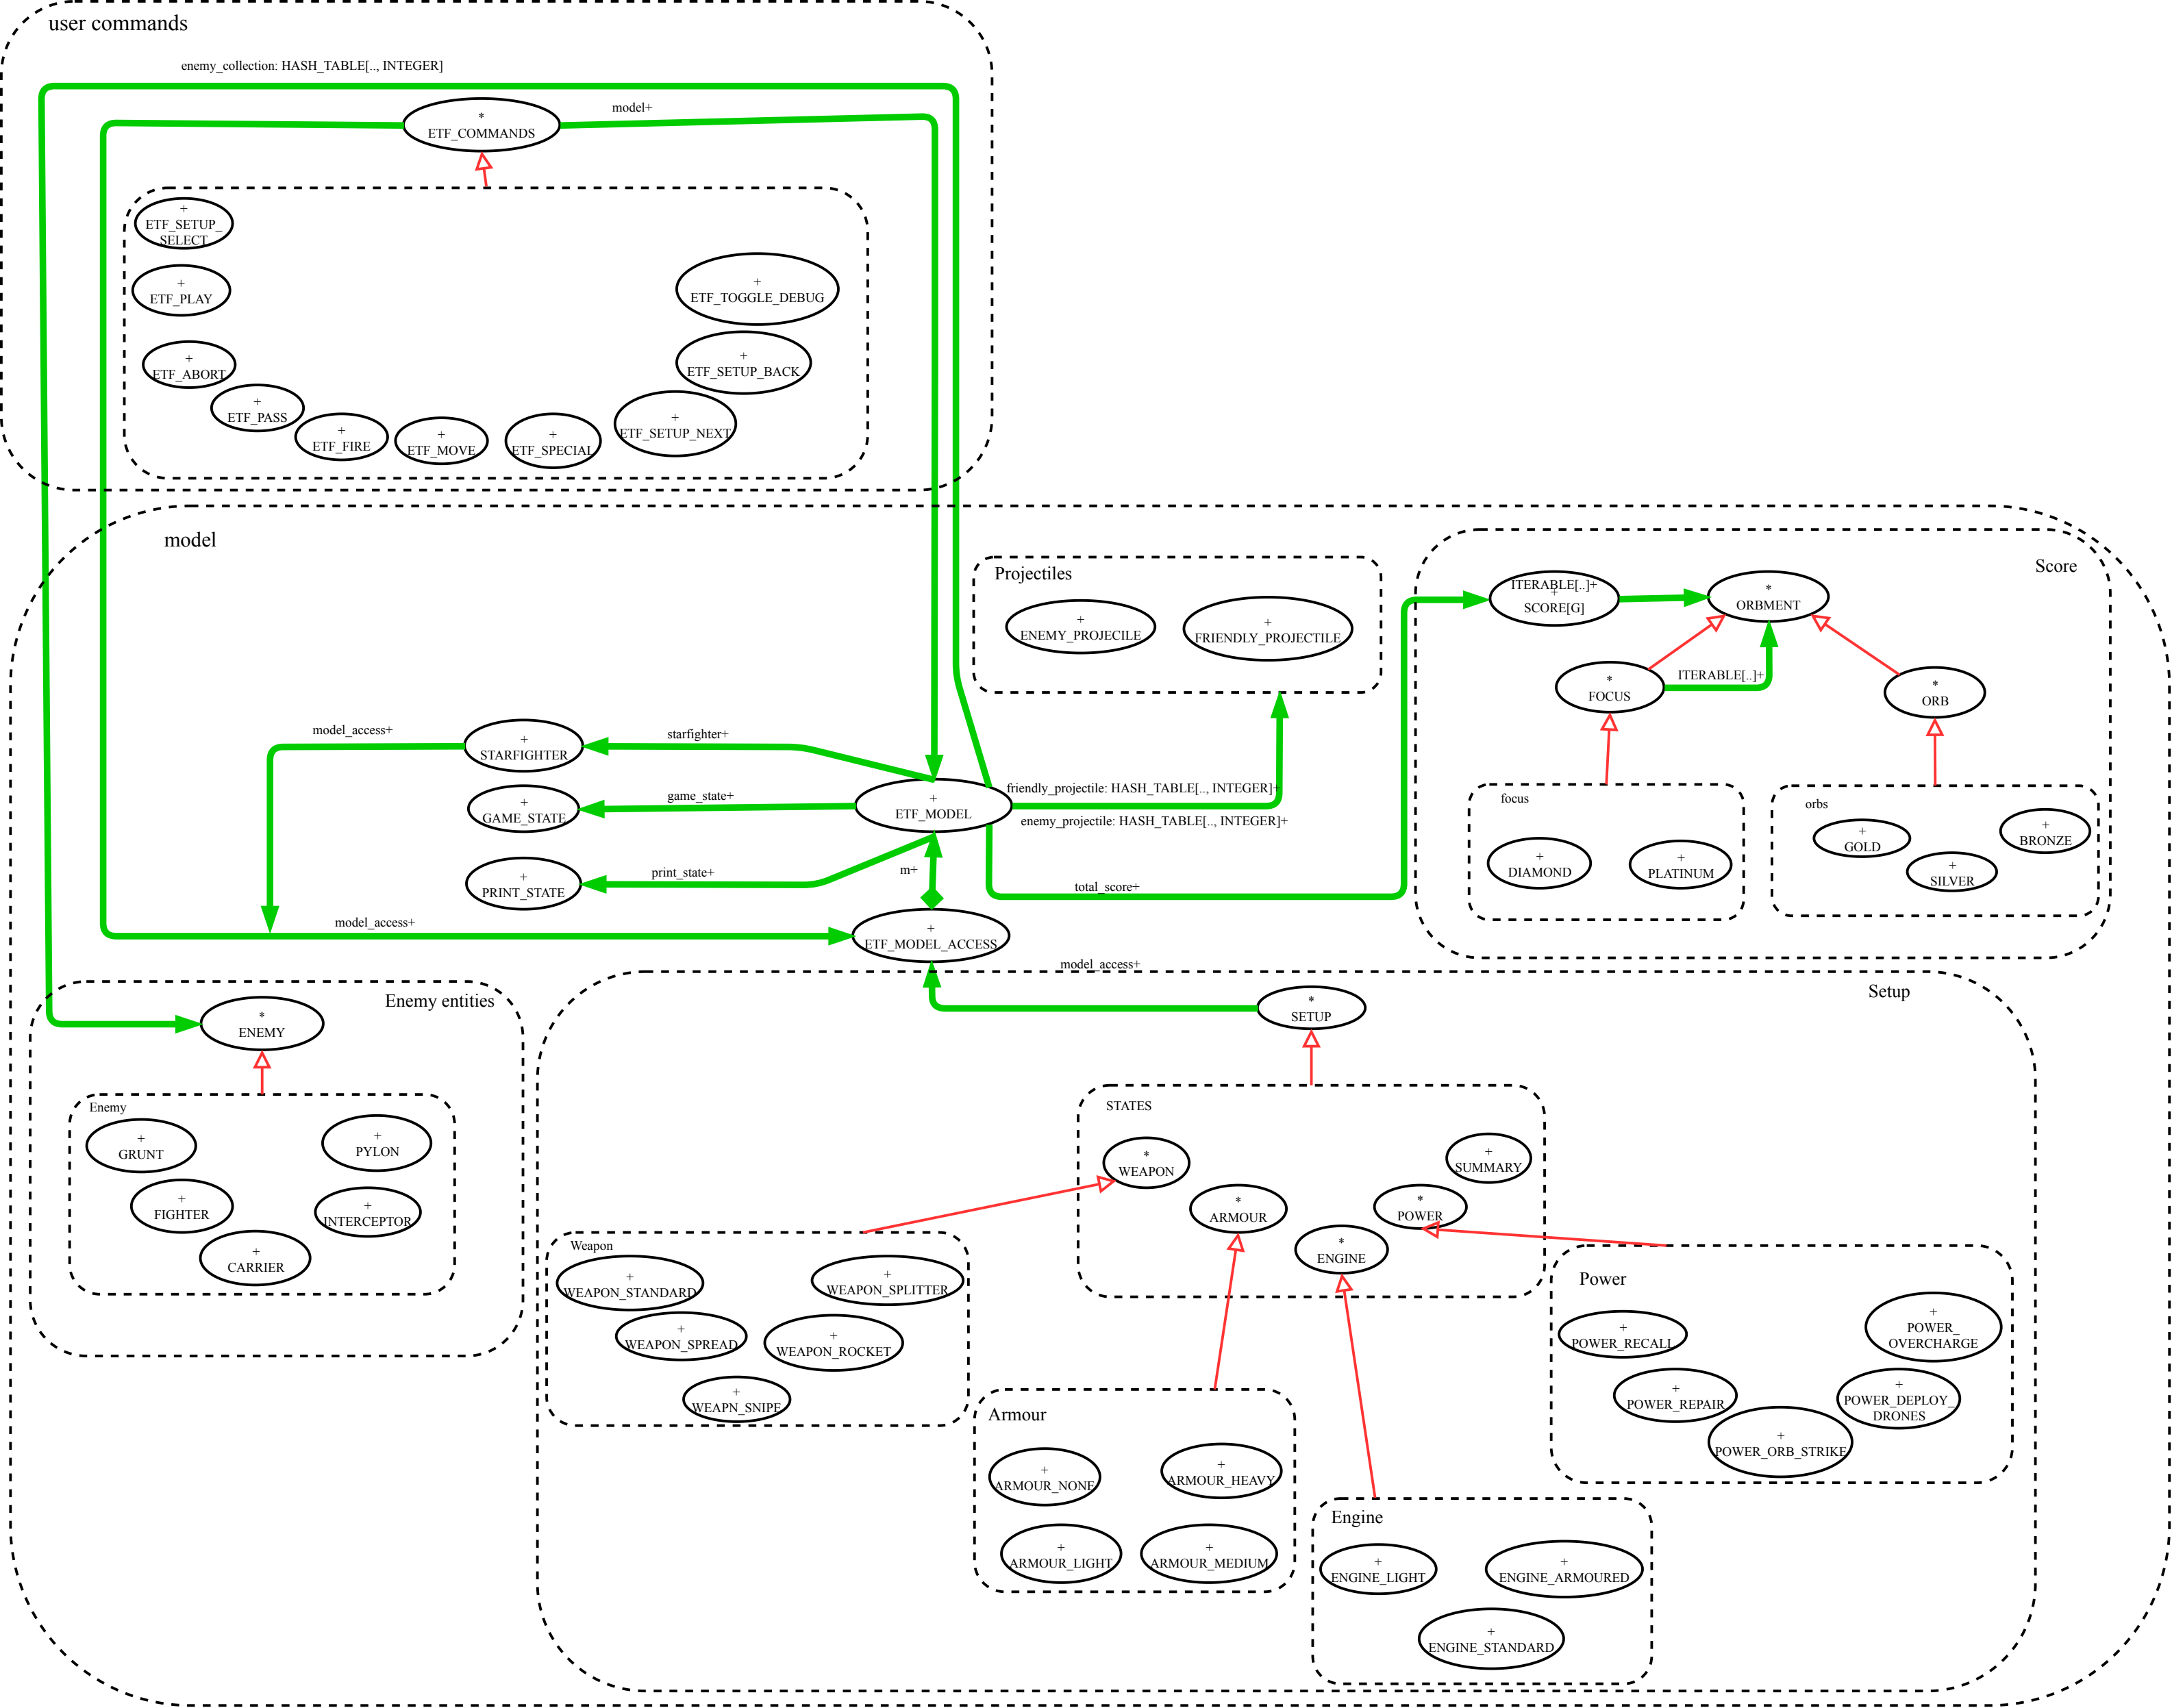 user commands
enemy_collection: HASH_TABLE[.., INTEGER]
model+
*
ETF_COMMANDS
+
ETF_SETUP_
SELECT
+
ETF_PLAY
+
ETF_ABORT
+
ETF_PASS
+
ETF_FIRE
+
ETF_MOVE
+
ETF_SPECIAL
+
ETF_SETUP_NEXT
+
ETF_SETUP_BACK
+
ETF_TOGGLE_DEBUG
model
Projectiles
+
ENEMY_PROJECILE
+
FRIENDLY_PROJECTILE
Score
ITERABLE[..]+
+
SCORE[G]
*
ORBMENT
*
FOCUS
ITERABLE[..]+
*
ORB
focus
+
DIAMOND
+
PLATINUM
orbs
+
GOLD
+
SILVER
+
BRONZE
model_access+
+
STARFIGHTER
starfighter+
+
GAME_STATE
game_state+
+
ETF_MODEL
friendly_projectile: HASH_TABLE[.., INTEGER]+
enemy_projectile: HASH_TABLE[.., INTEGER]+
+
PRINT_STATE
print_state+
m+
total_score+
model_access+
+
ETF_MODEL_ACCESS
model_access+
Enemy entities
*
ENEMY
Enemy
+
GRUNT
+
PYLON
+
FIGHTER
+
INTERCEPTOR
+
CARRIER
Setup
*
SETUP
STATES
*
WEAPON
*
ARMOUR
*
ENGINE
*
POWER
+
SUMMARY
Weapon
+
WEAPON_STANDARD
+
WEAPON_SPLITTER
+
WEAPON_SPREAD
+
WEAPON_ROCKET
+
WEAPN_SNIPE
Armour
+
ARMOUR_NONE
+
ARMOUR_HEAVY
+
ARMOUR_LIGHT
+
ARMOUR_MEDIUM
Engine
+
ENGINE_LIGHT
+
ENGINE_ARMOURED
+
ENGINE_STANDARD
Power
+
POWER_RECALL
+
POWER_
OVERCHARGE
+
POWER_REPAIR
+
POWER_DEPLOY_
DRONES
+
POWER_ORB_STRIKE